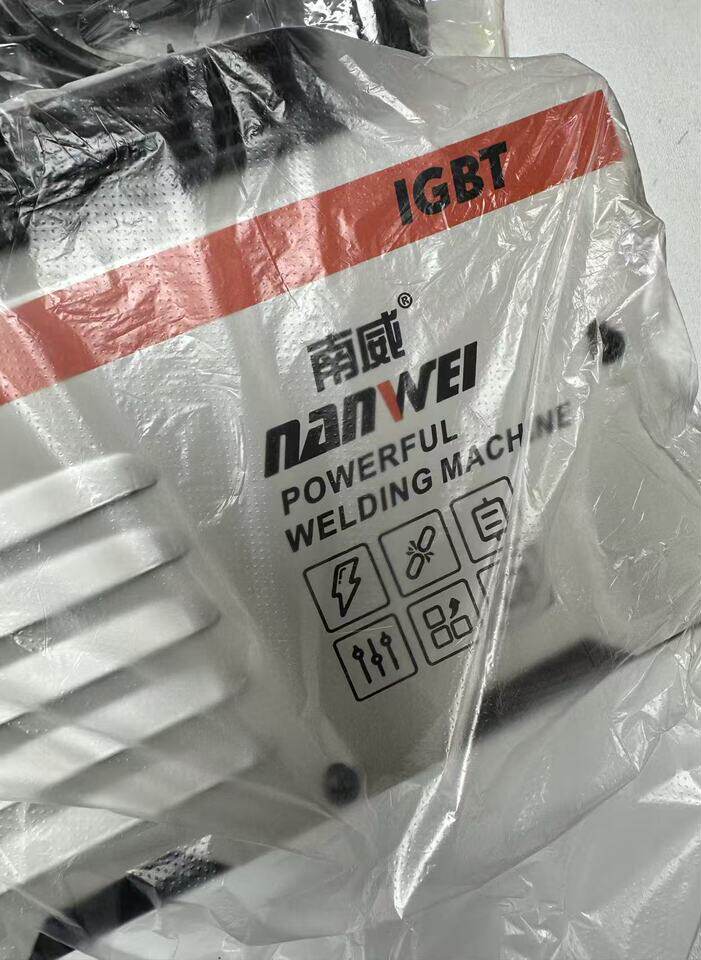 IGBT
南威®
nanWEI
POWERFUL
WELDING MACHINE